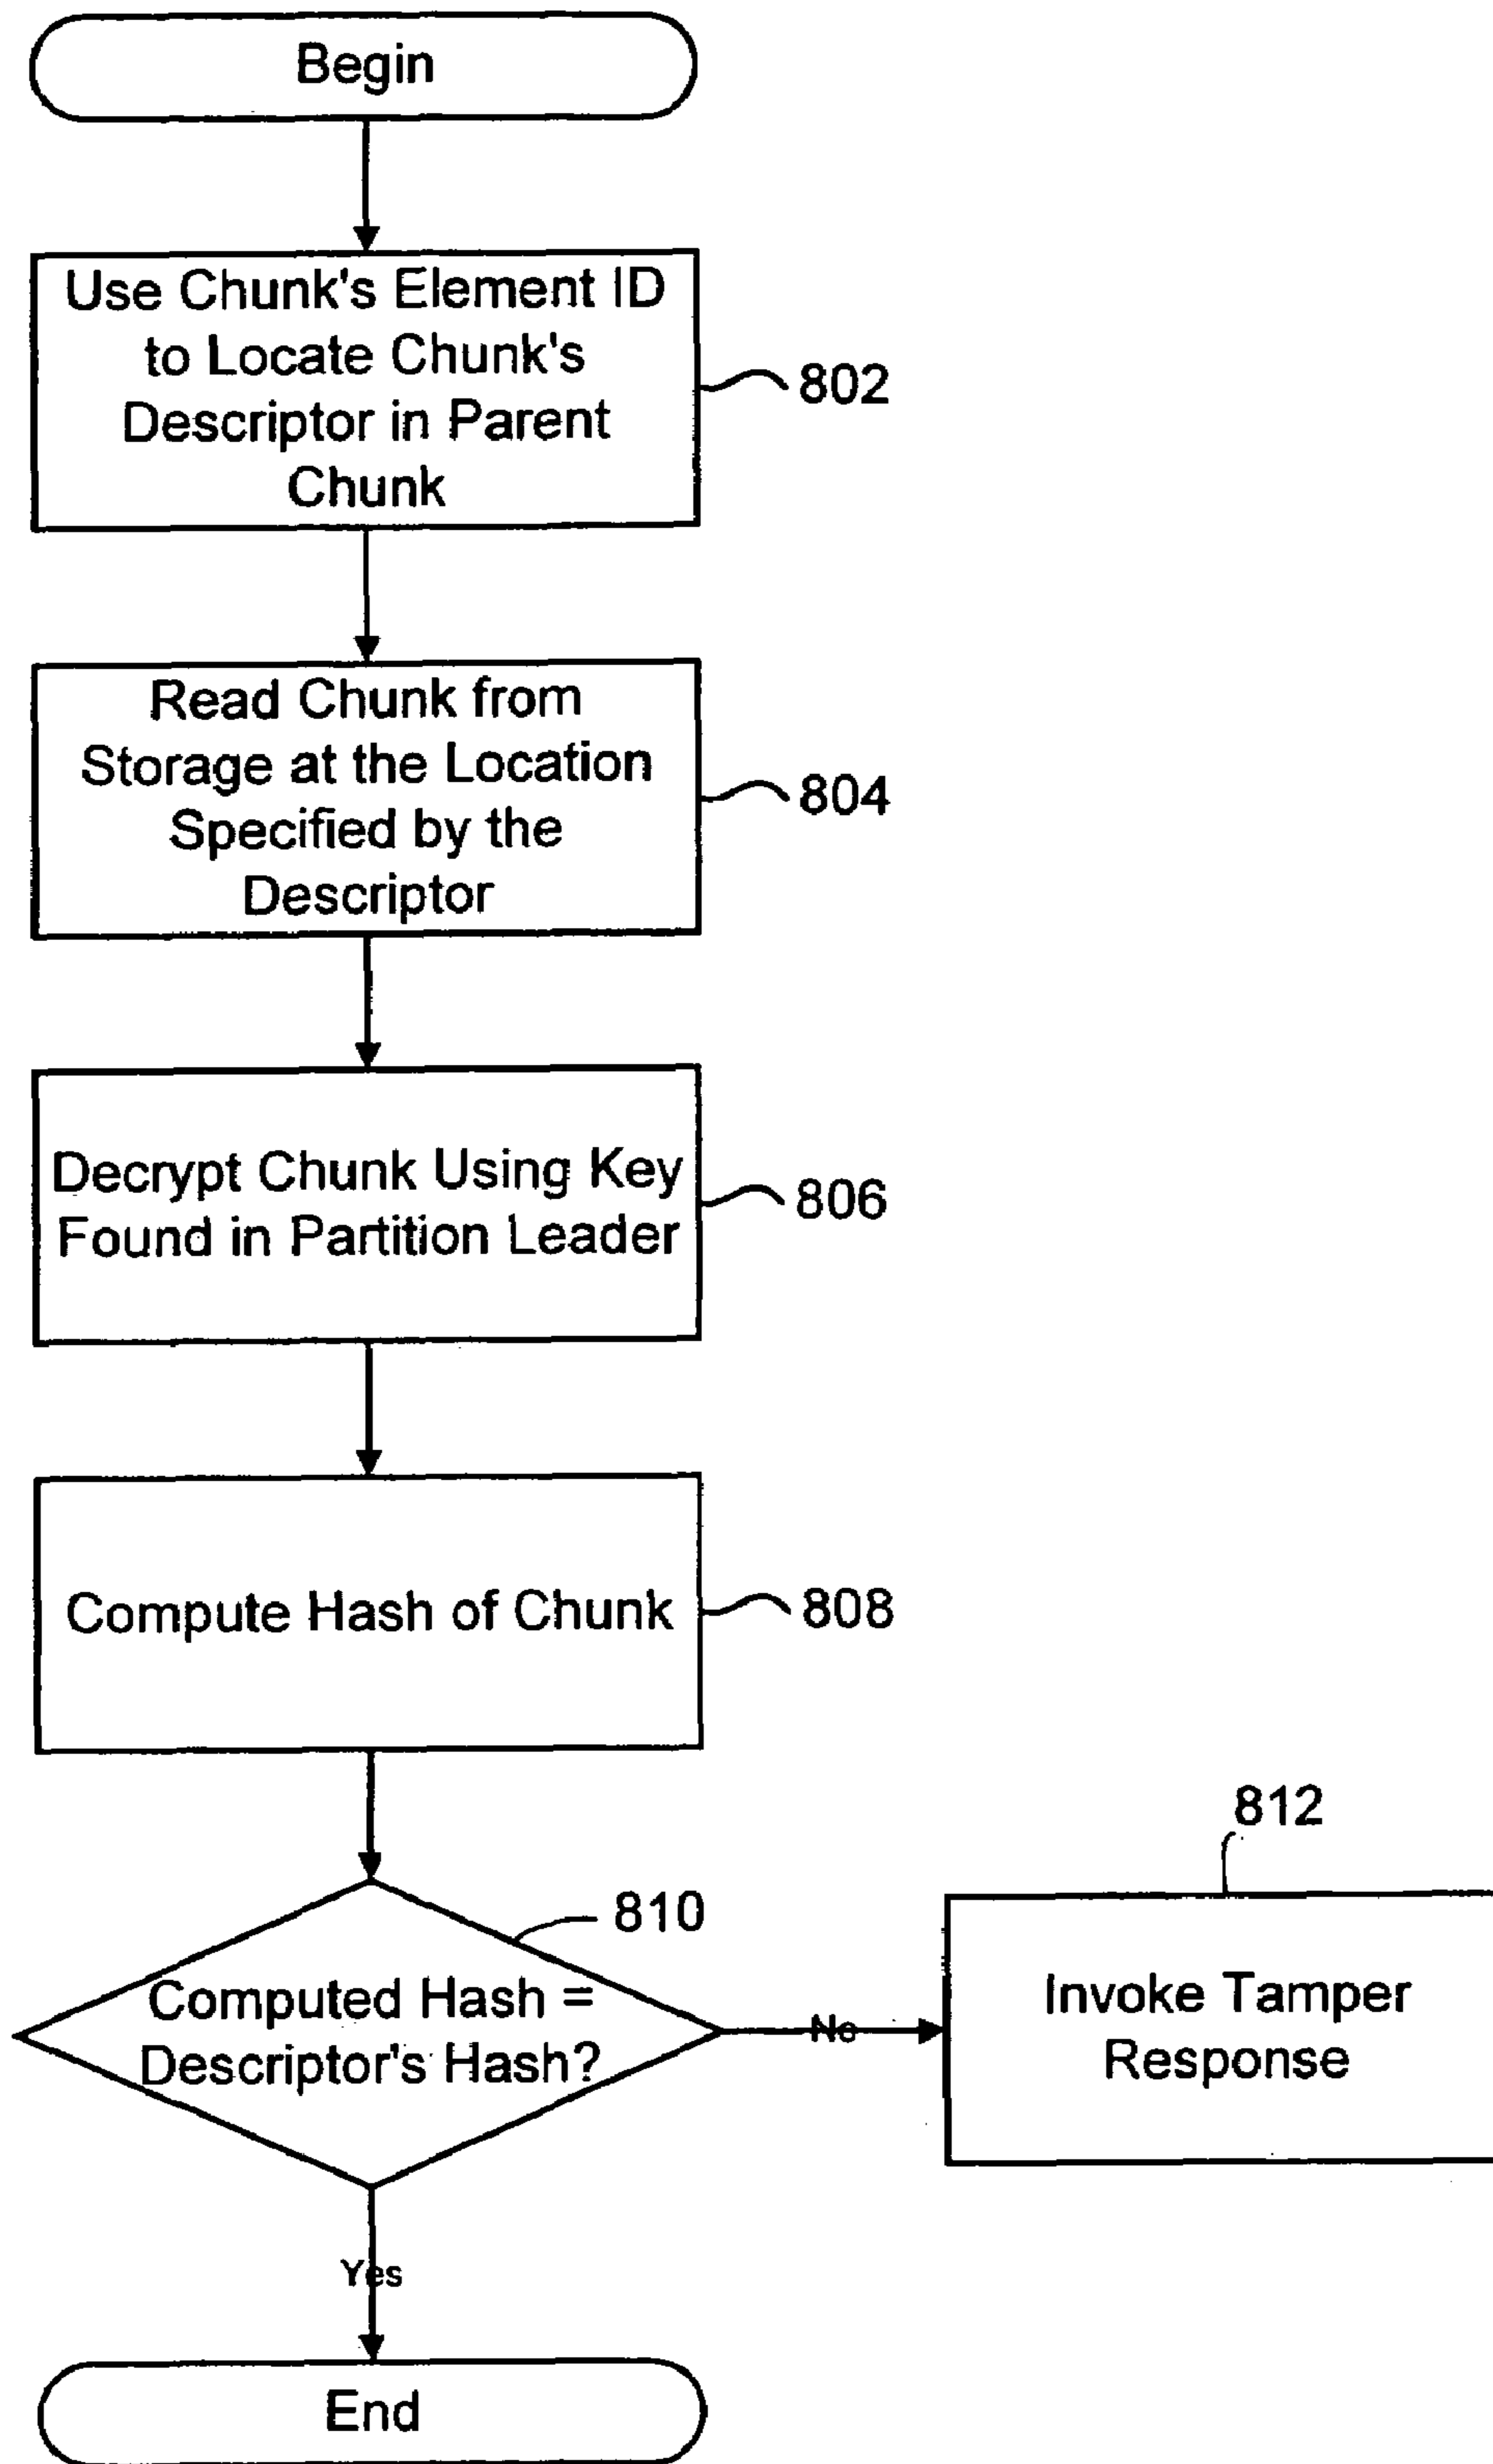 Begin
Use Chunk's Element ID
to Locate Chunk's
Descriptor in Parent
Chunk
802
Read Chunk from
Storage at the Location
Specified by the
Descriptor
804
Decrypt Chunk Using Key
Found in Partition Leader
806
Compute Hash of Chunk
808
810
Computed Hash =
Descriptor's Hash?
No
812
Invoke Tamper
Response
Yes
End